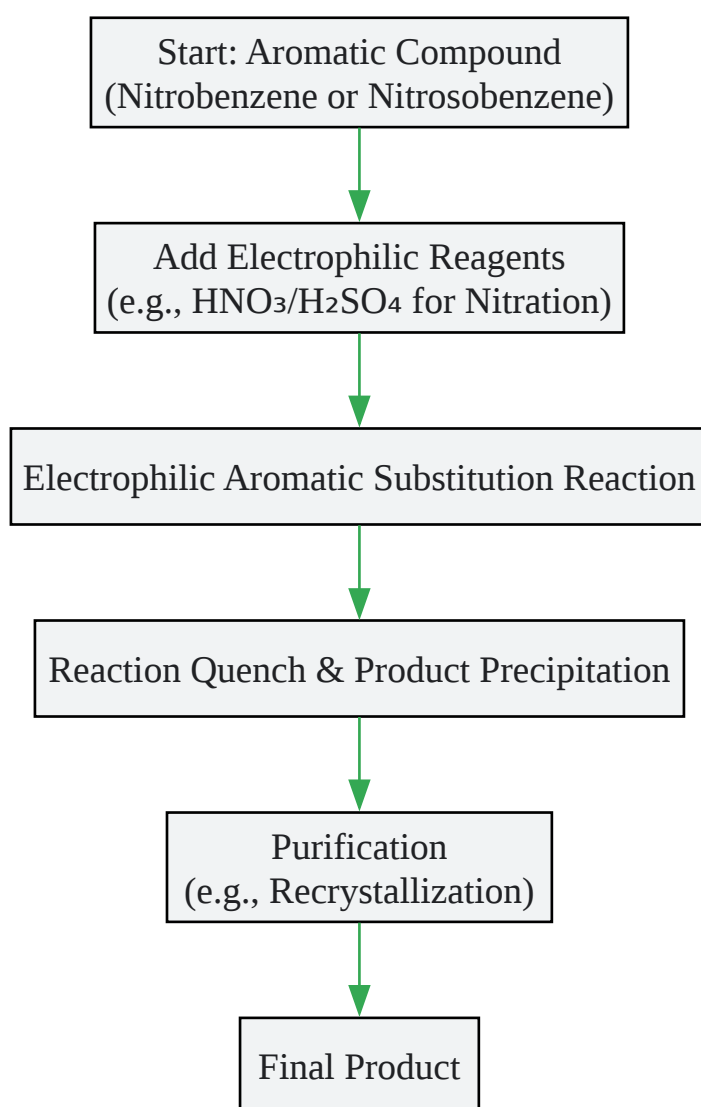 Start: Aromatic Compound
(Nitrobenzene or Nitrosobenzene)
Add Electrophilic Reagents
(e.g., HNO₃/H₂SO₄ for Nitration)
Electrophilic Aromatic Substitution Reaction
Reaction Quench & Product Precipitation
Purification
(e.g., Recrystallization)
Final Product